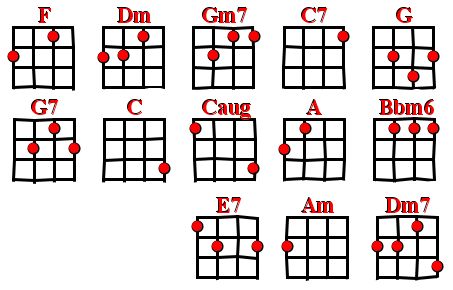 F Dm Gm7 C7 G
G7 C Caug A Bbm6
E7 Am Dm7